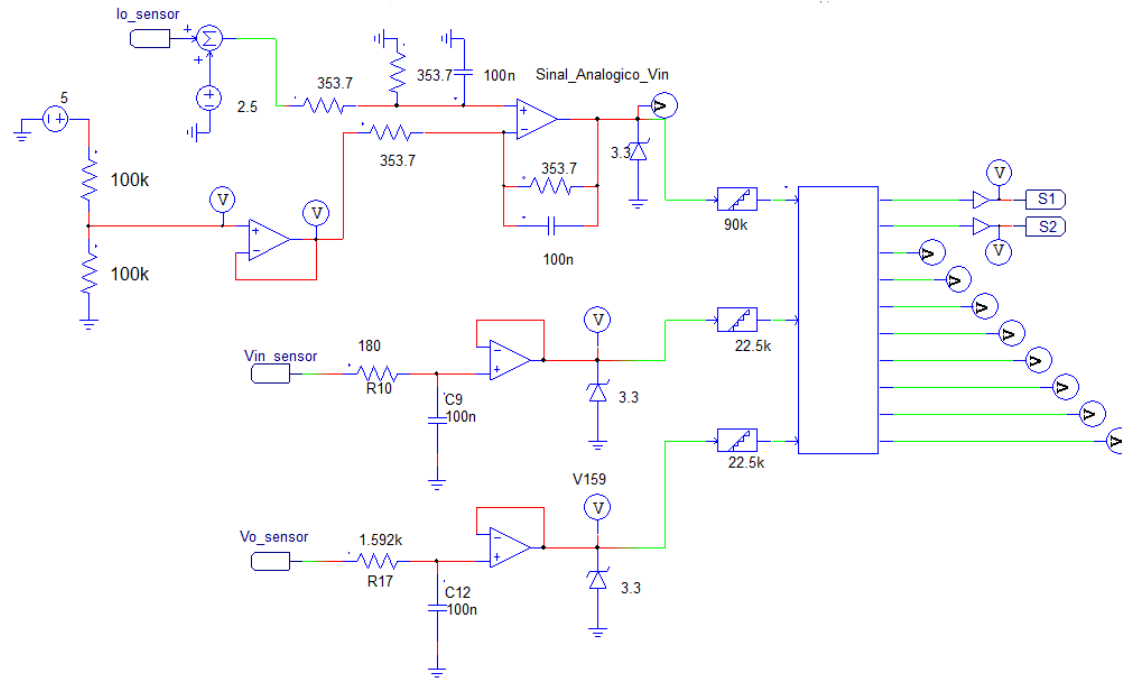 Io_sensor
+
Σ
+
2.5
5
353.7
353.7
100n
Sinal_Analogico_Vin
V
353.7
+
−
3.3
353.7
100n
100k
100k
V
V
+
−
90k
V
S1
S2
V
V
V
V
V
V
V
V
V
Vin_sensor
180
R10
C9
100n
−
+
V
3.3
22.5k
22.5k
V159
V
Vo_sensor
1.592k
R17
C12
100n
−
+
3.3